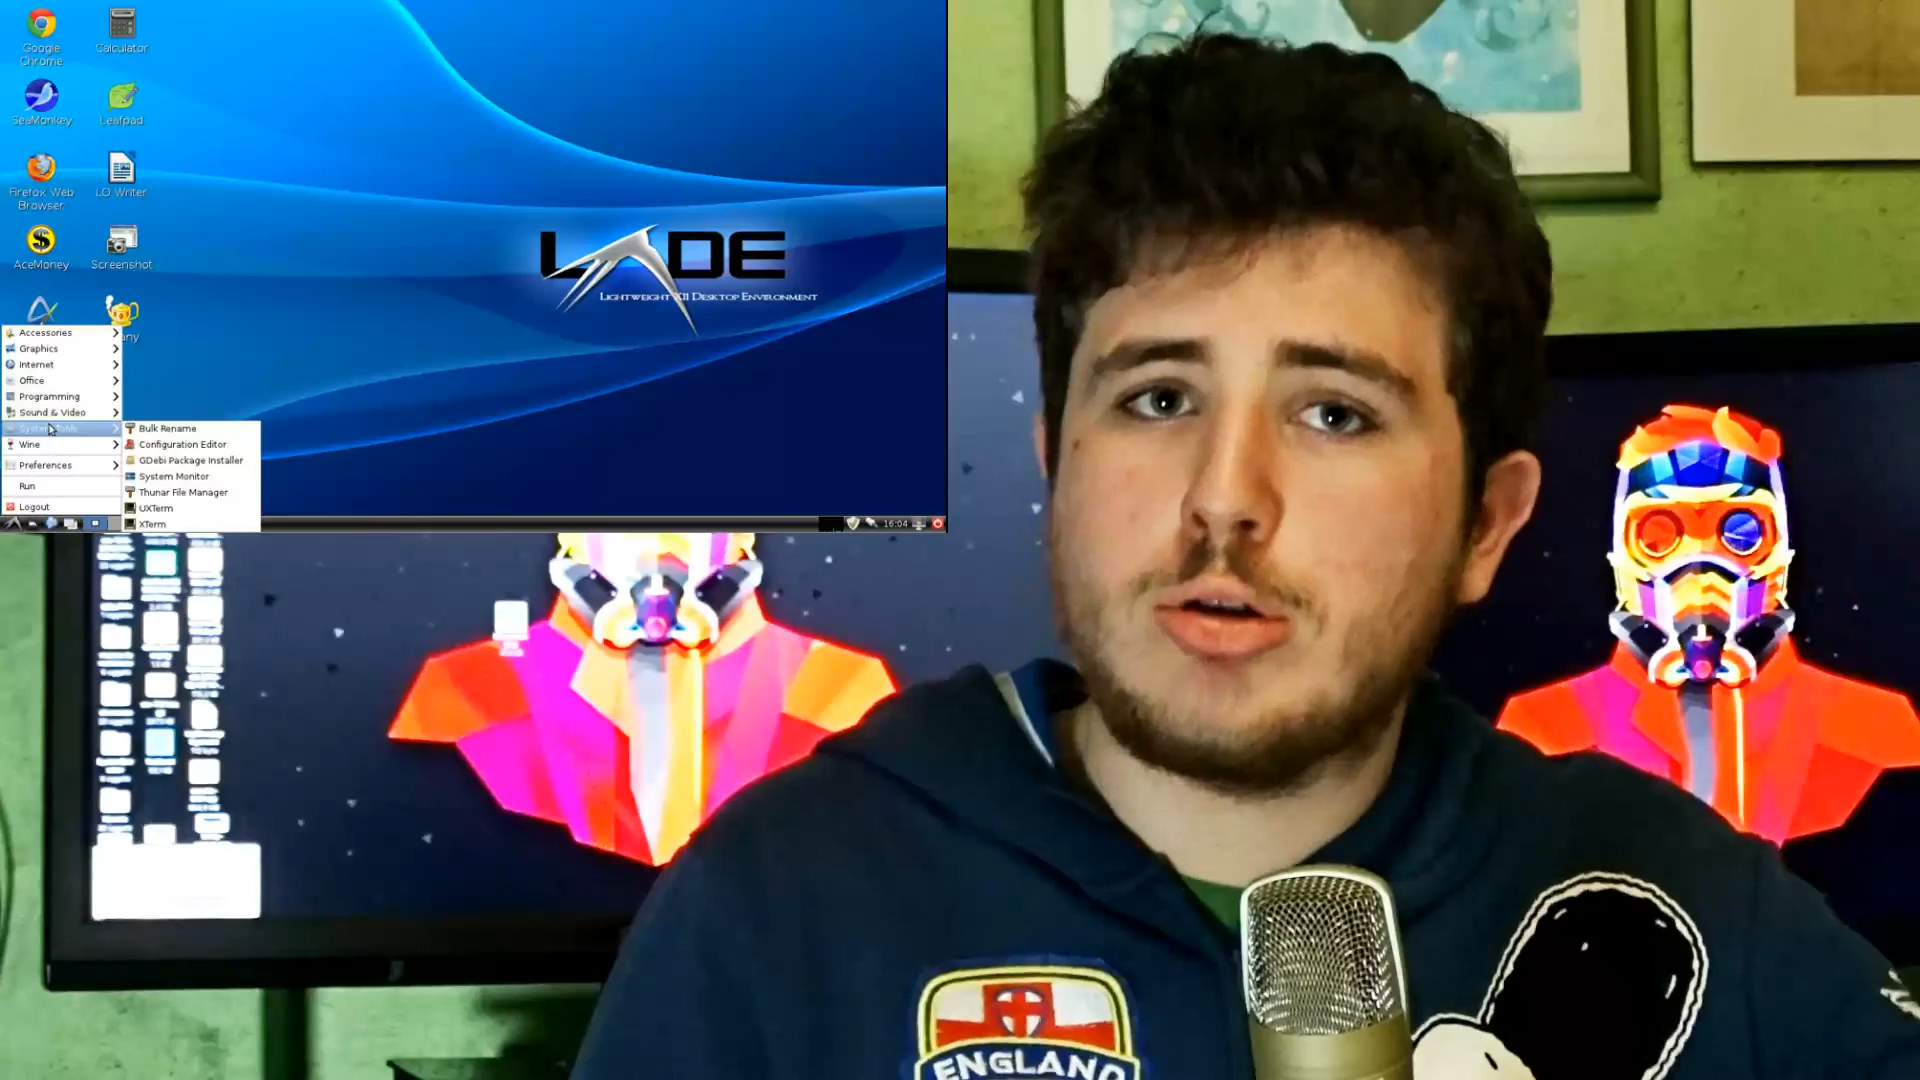 Google
Chrome
Calculator
SeaMonkey
Leafpad
Firefox Web
Browser
LO Writer
AceMoney
Screenshot
LXDE
Lightweight X11 Desktop Environment
Accessories
Graphics
Internet
Office
Programming
Sound & Video
System Tools
Wine
Preferences
Run
Logout
Bulk Rename
Configuration Editor
GDebi Package Installer
System Monitor
Thunar File Manager
UXTerm
XTerm
16:04
ENGLAND